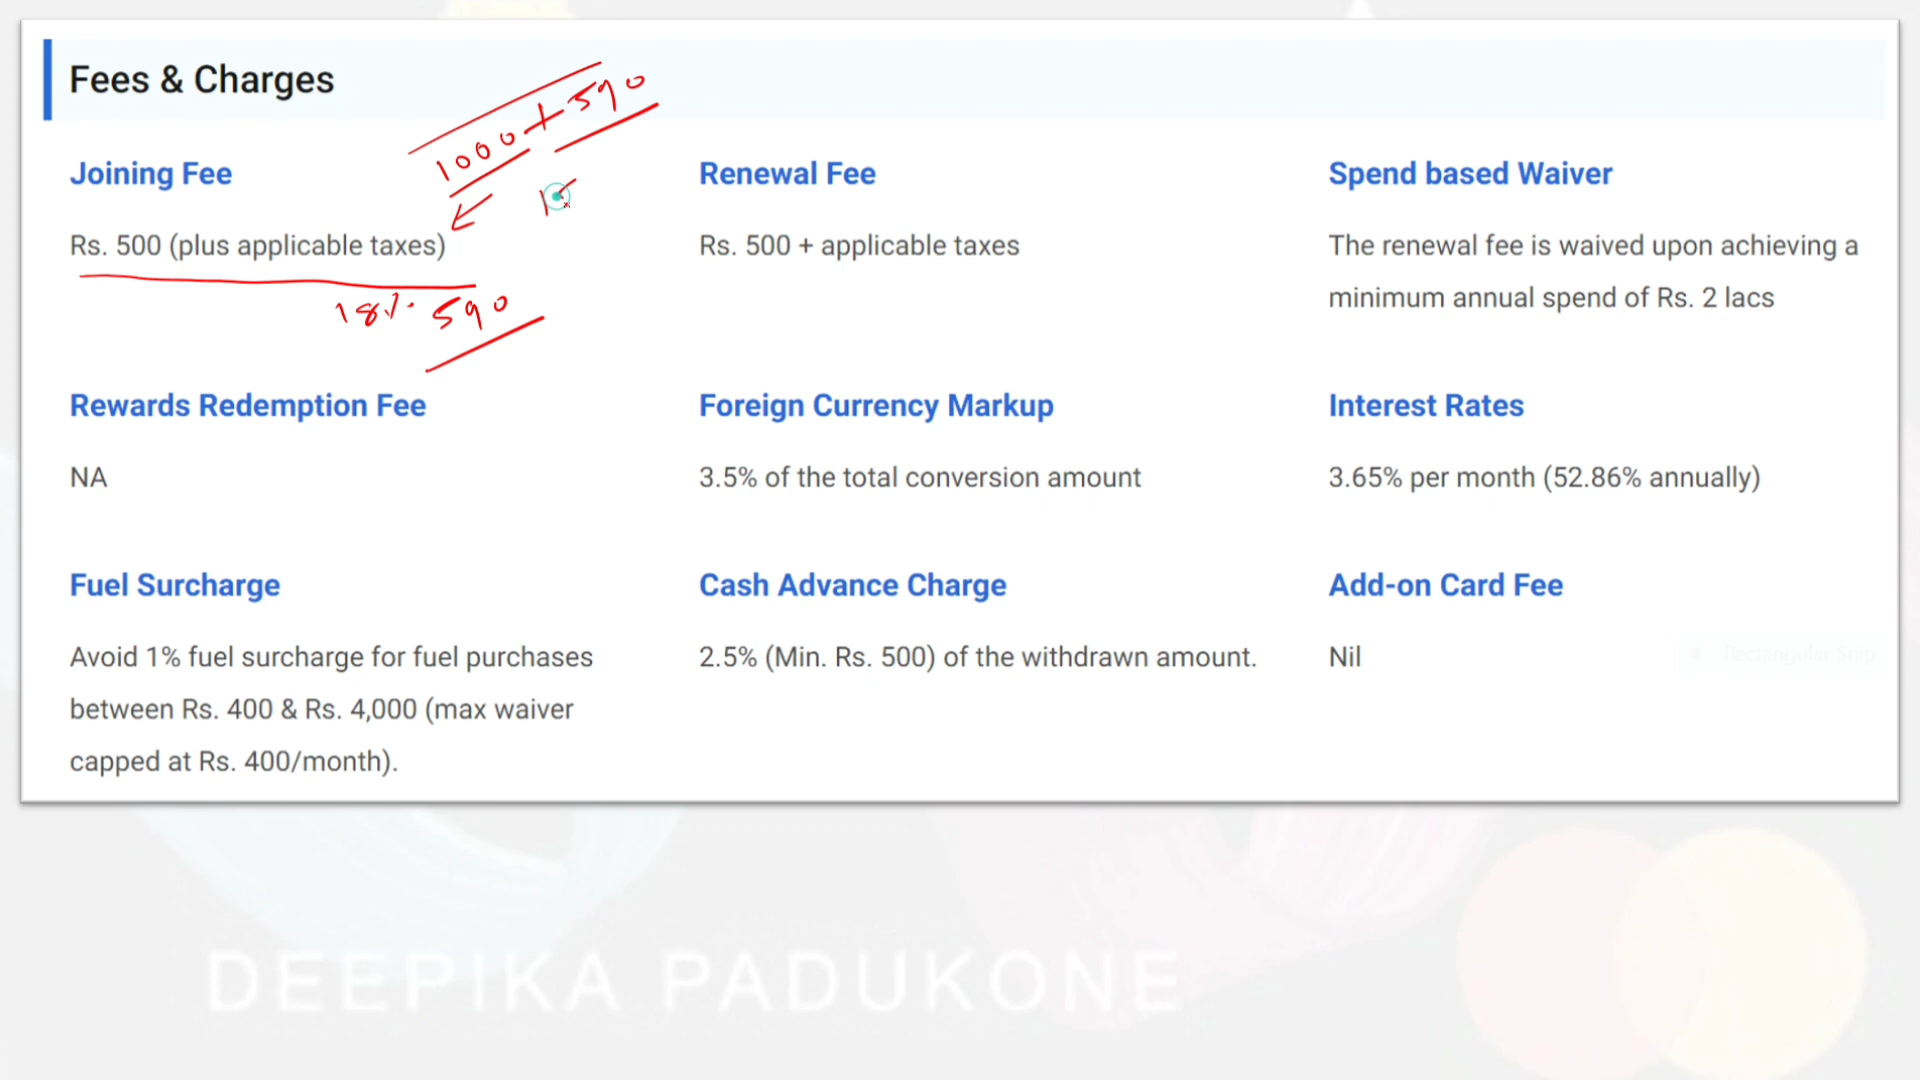 Fees & Charges
1000 + 590
Joining Fee
Renewal Fee
Spend based Waiver
Rs. 500 (plus applicable taxes)
Rs. 500 + applicable taxes
The renewal fee is waived upon achieving a
minimum annual spend of Rs. 2 lacs
18% 590
Rewards Redemption Fee
Foreign Currency Markup
Interest Rates
NA
3.5% of the total conversion amount
3.65% per month (52.86% annually)
Fuel Surcharge
Cash Advance Charge
Add-on Card Fee
Avoid 1% fuel surcharge for fuel purchases
between Rs. 400 & Rs. 4,000 (max waiver
capped at Rs. 400/month).
2.5% (Min. Rs. 500) of the withdrawn amount.
Nil
Rectangular Snip
DEEPIKA PADUKONE